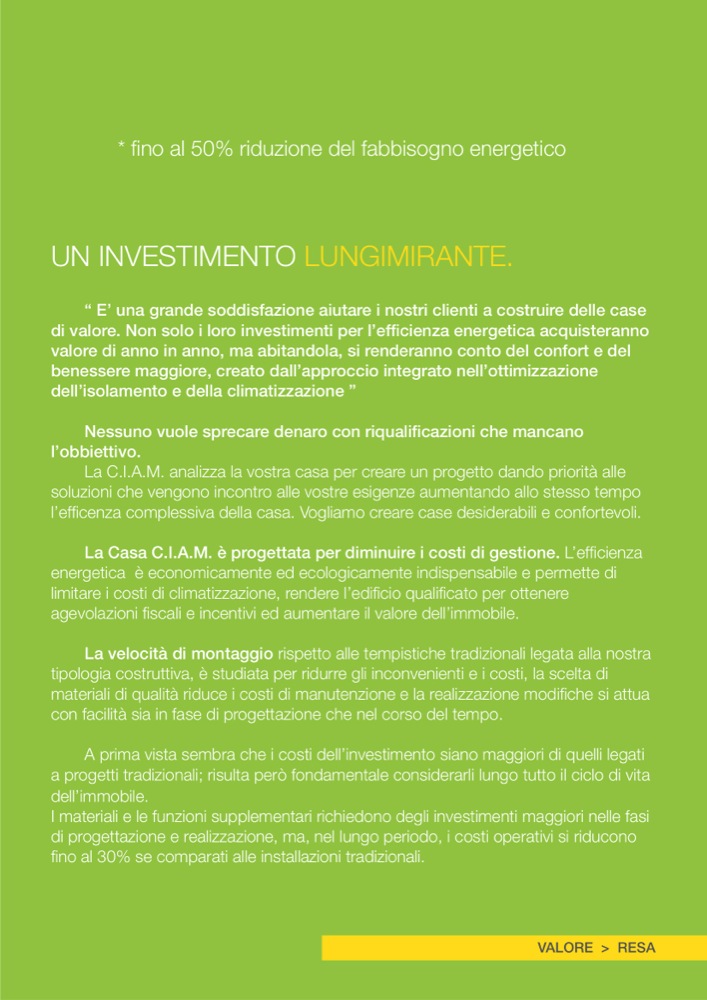 * fino al 50% riduzione del fabbisogno energetico
UN INVESTIMENTO LUNGIMIRANTE.
“ E’ una grande soddisfazione aiutare i nostri clienti a costruire delle case
di valore. Non solo i loro investimenti per l’efficienza energetica acquisteranno
valore di anno in anno, ma abitandola, si renderanno conto del confort e del
benessere maggiore, creato dall’approccio integrato nell’ottimizzazione
dell’isolamento e della climatizzazione ”
Nessuno vuole sprecare denaro con riqualificazioni che mancano
l’obbiettivo.
La C.I.A.M. analizza la vostra casa per creare un progetto dando priorità alle
soluzioni che vengono incontro alle vostre esigenze aumentando allo stesso tempo
l’efficenza complessiva della casa. Vogliamo creare case desiderabili e confortevoli.
La Casa C.I.A.M. è progettata per diminuire i costi di gestione. L’efficienza
energetica è economicamente ed ecologicamente indispensabile e permette di
limitare i costi di climatizzazione, rendere l’edificio qualificato per ottenere
agevolazioni fiscali e incentivi ed aumentare il valore dell’immobile.
La velocità di montaggio rispetto alle tempistiche tradizionali legata alla nostra
tipologia costruttiva, è studiata per ridurre gli inconvenienti e i costi, la scelta di
materiali di qualità riduce i costi di manutenzione e la realizzazione modifiche si attua
con facilità sia in fase di progettazione che nel corso del tempo.
A prima vista sembra che i costi dell’investimento siano maggiori di quelli legati
a progetti tradizionali; risulta però fondamentale considerarli lungo tutto il ciclo di vita
dell’immobile.
I materiali e le funzioni supplementari richiedono degli investimenti maggiori nelle fasi
di progettazione e realizzazione, ma, nel lungo periodo, i costi operativi si riducono
fino al 30% se comparati alle installazioni tradizionali.
VALORE > RESA